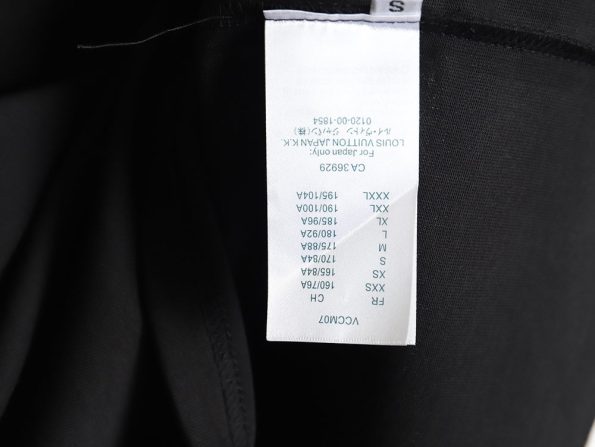 VCCM07
FR CH
XXS 160/76A
XS 165/84A
S 170/84A
M 175/88A
L 180/92A
XL 185/96A
XXL 190/100A
XXXL 195/104A
CA 36929
For Japan only:
LOUIS VUITTON JAPAN K.K.
ルイ・ヴィトン ジャパン(株)
0120-00-1854
S